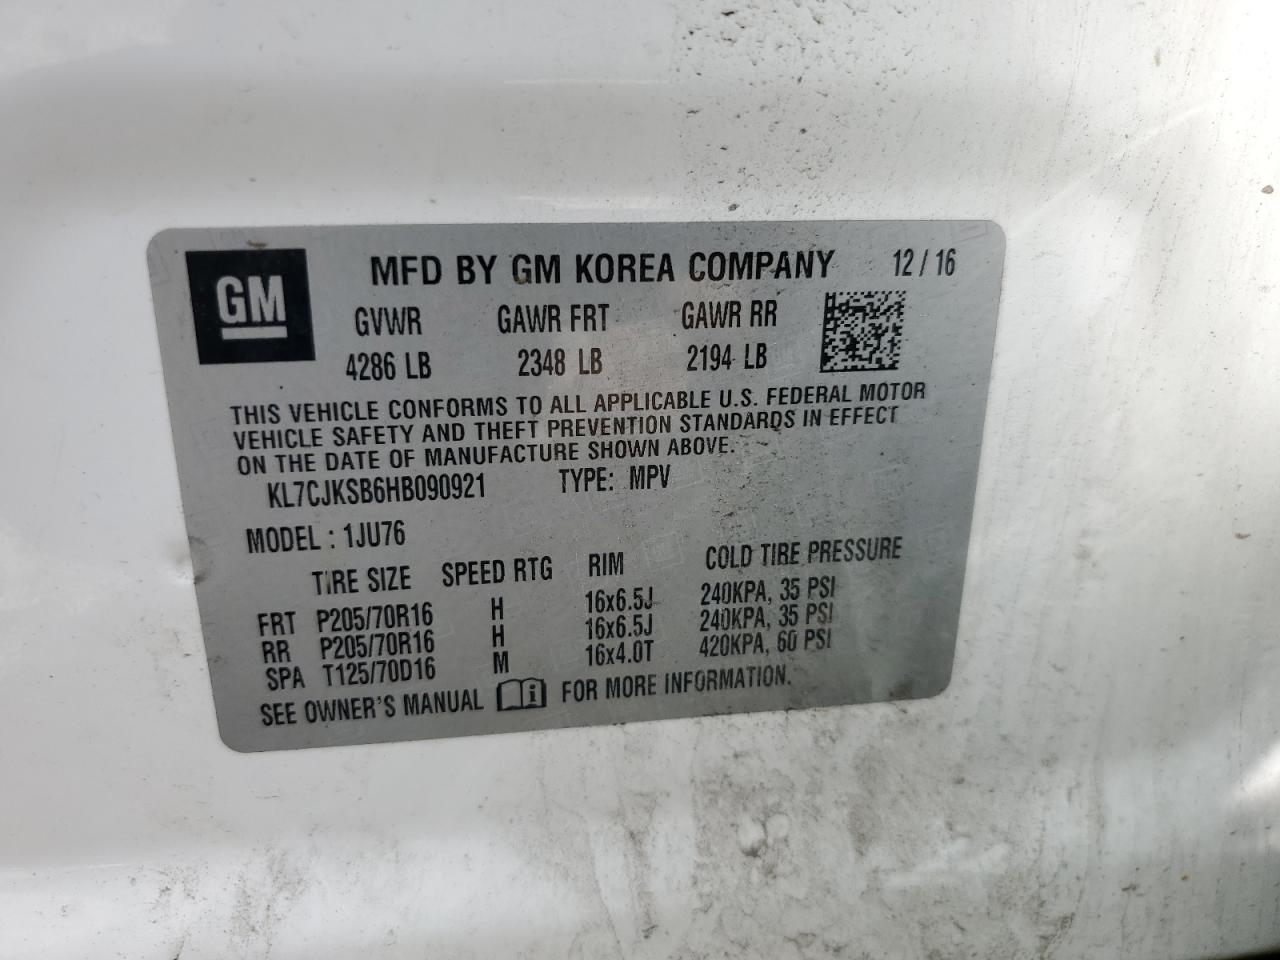 GM
MFD BY GM KOREA COMPANY 12 / 16
GVWR GAWR FRT GAWR RR
4286 LB 2348 LB 2194 LB
THIS VEHICLE CONFORMS TO ALL APPLICABLE U.S. FEDERAL MOTOR
VEHICLE SAFETY AND THEFT PREVENTION STANDARDS IN EFFECT
ON THE DATE OF MANUFACTURE SHOWN ABOVE.
KL7CJKSB6HB090921 TYPE: MPV
MODEL : 1JU76
TIRE SIZE SPEED RTG RIM COLD TIRE PRESSURE
FRT P205/70R16 H 16x6.5J 240KPA, 35 PSI
RR P205/70R16 H 16x6.5J 240KPA, 35 PSI
SPA T125/70D16 M 16x4.0T 420KPA, 60 PSI
SEE OWNER'S MANUAL i FOR MORE INFORMATION.